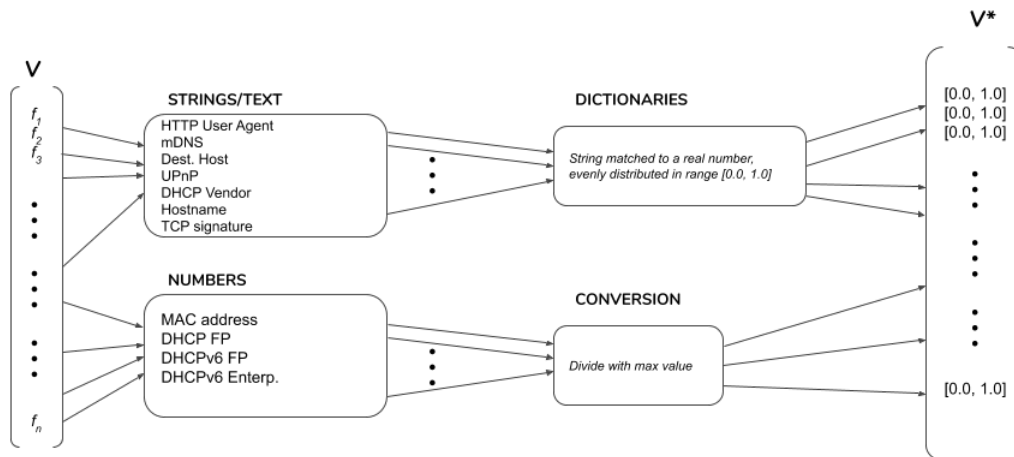 V*
V
STRINGS/TEXT
DICTIONARIES
f1
f2
f3
HTTP User Agent
mDNS
Dest. Host
UPnP
DHCP Vendor
Hostname
TCP signature
String matched to a real number,
evenly distributed in range [0.0, 1.0]
[0.0, 1.0]
[0.0, 1.0]
[0.0, 1.0]
NUMBERS
CONVERSION
MAC address
DHCP FP
DHCPv6 FP
DHCPv6 Enterp.
Divide with max value
[0.0, 1.0]
fn